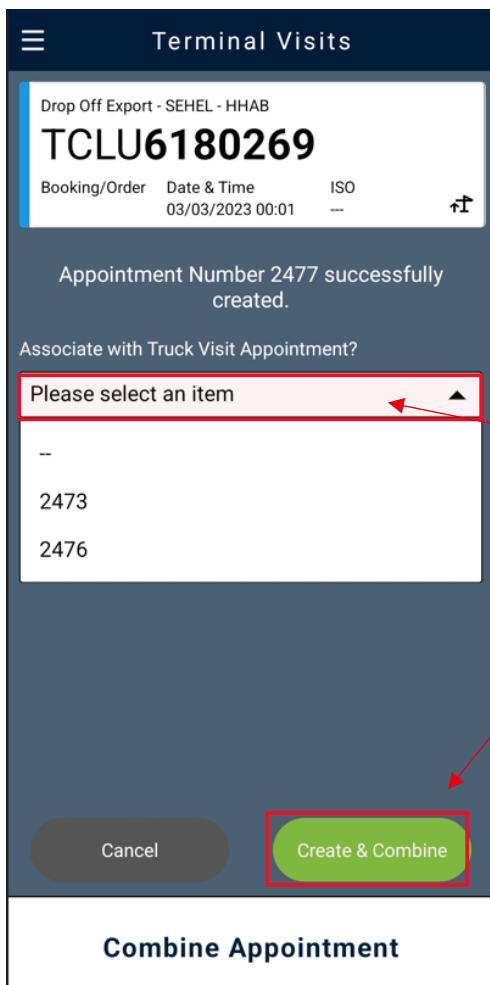 Terminal Visits
Drop Off Export - SEHEL - HHAB
TCLU6180269
Booking/Order Date & Time ISO
03/03/2023 00:01 ---
Appointment Number 2477 successfully
created.
Associate with Truck Visit Appointment?
Please select an item
--
2473
2476
Cancel Create & Combine
Combine Appointment